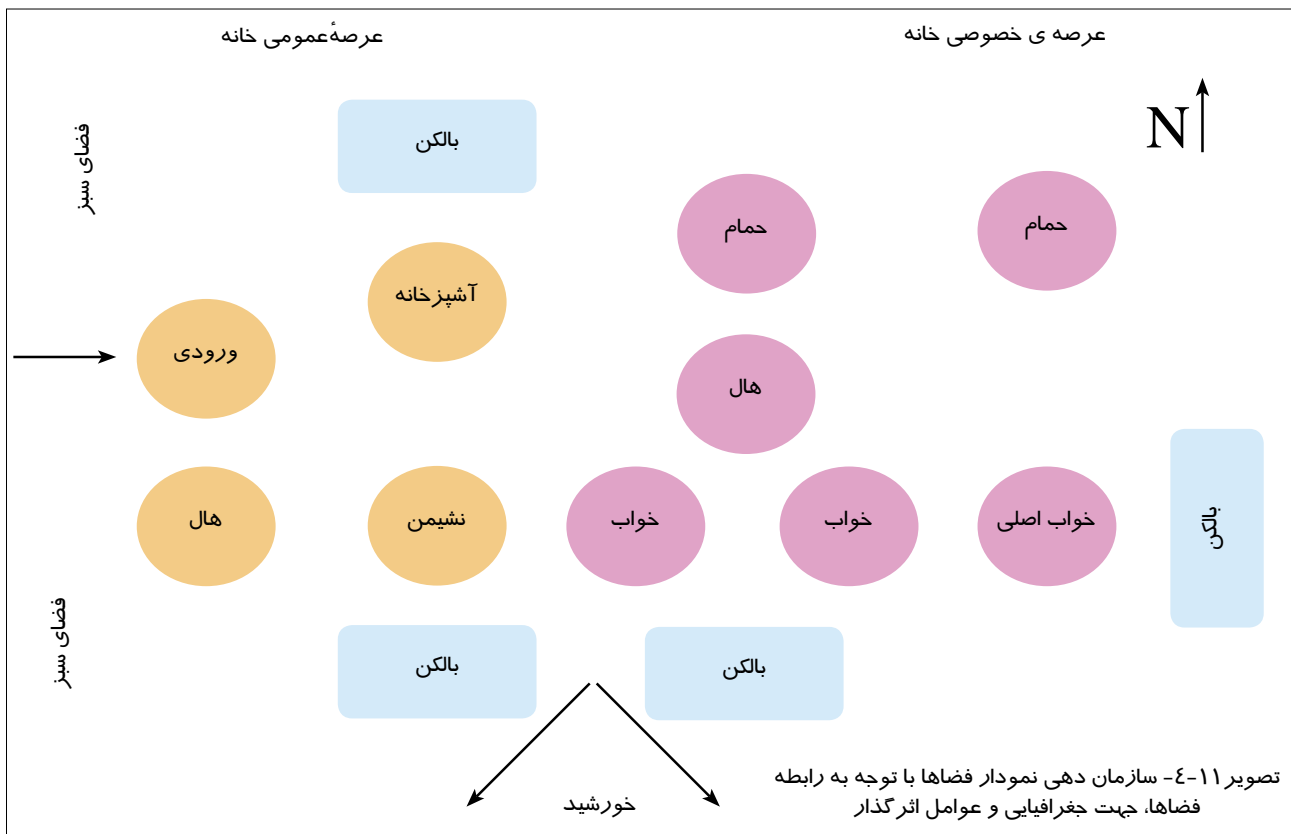 عرصهٔ عمومی خانه
عرصه ی خصوصی خانه
فضای سبز
بالکن
N
حمام
حمام
آشپزخانه
ورودی
هال
هال
نشیمن
خواب
خواب
خواب اصلی
بالکن
فضای سبز
بالکن
بالکن
خورشید
تصویر ١١-٤- سازمان دهی نمودار فضاها با توجه به رابطه
فضاها، جهت جغرافیایی و عوامل اثرگذار